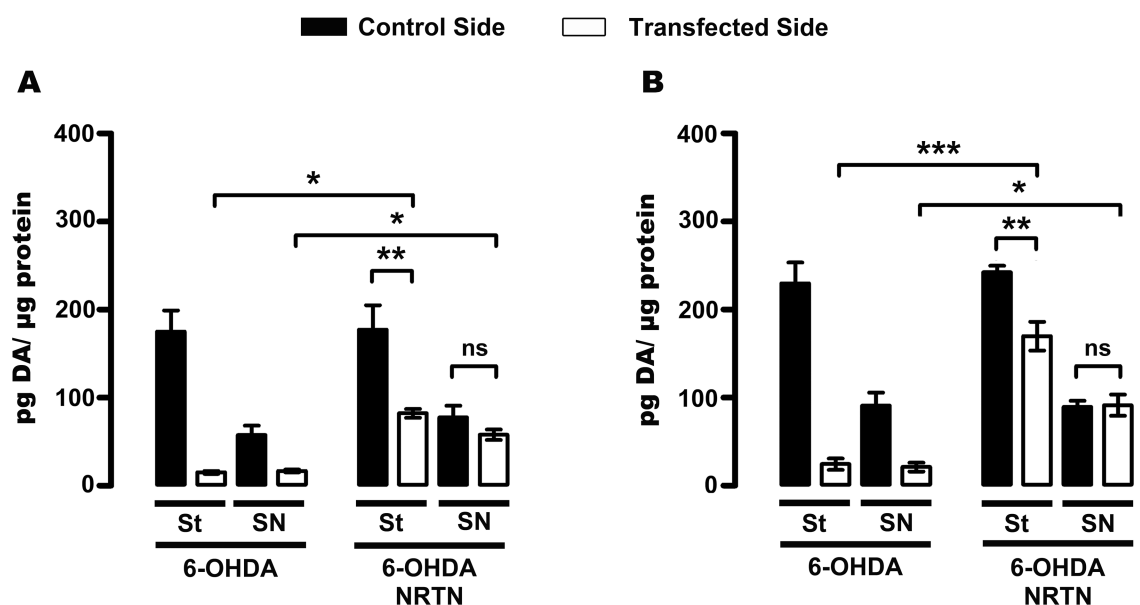 Control Side Transfected Side
A
400
300
200
100
0
pg DA/ µg protein
*
*
**
ns
St SN St SN
6-OHDA 6-OHDA
NRTN
B
400
300
200
100
0
pg DA/ µg protein
***
*
**
ns
St SN St SN
6-OHDA 6-OHDA
NRTN